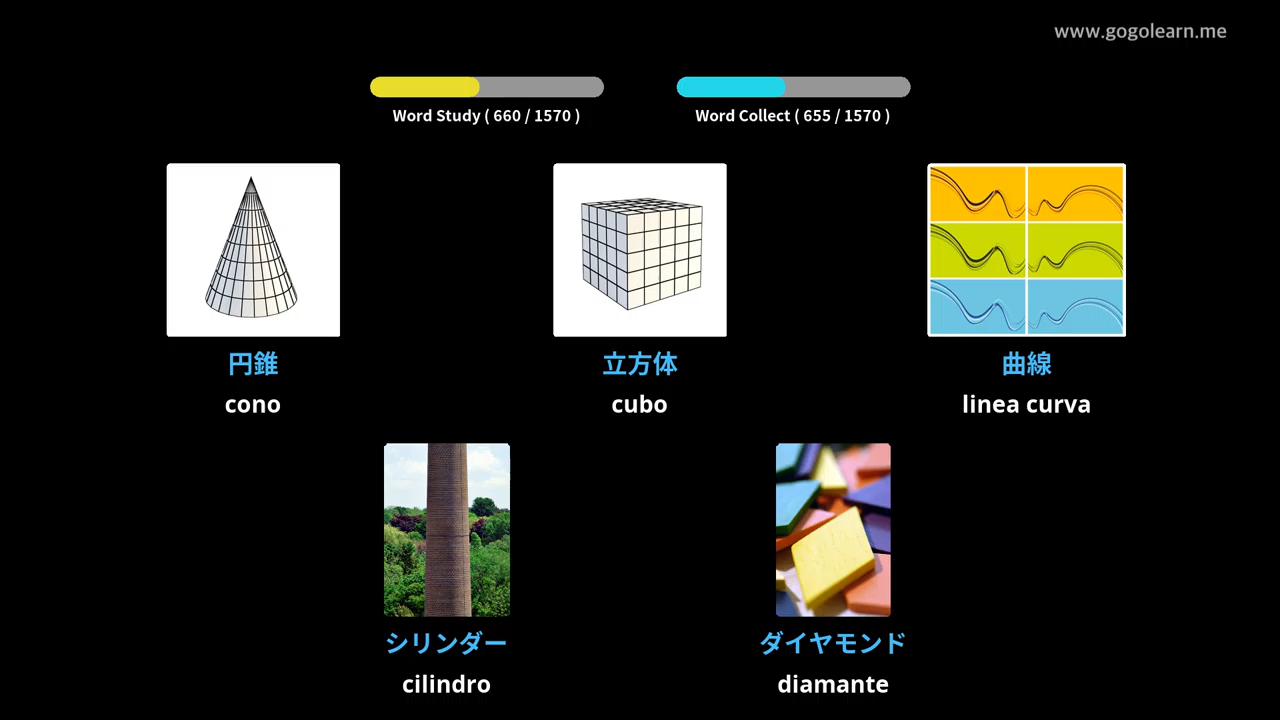 www.gogolearn.me
Word Study ( 660 / 1570 )
Word Collect ( 655 / 1570 )
円錐
立方体
曲線
cono
cubo
linea curva
シリンダー
ダイヤモンド
cilindro
diamante